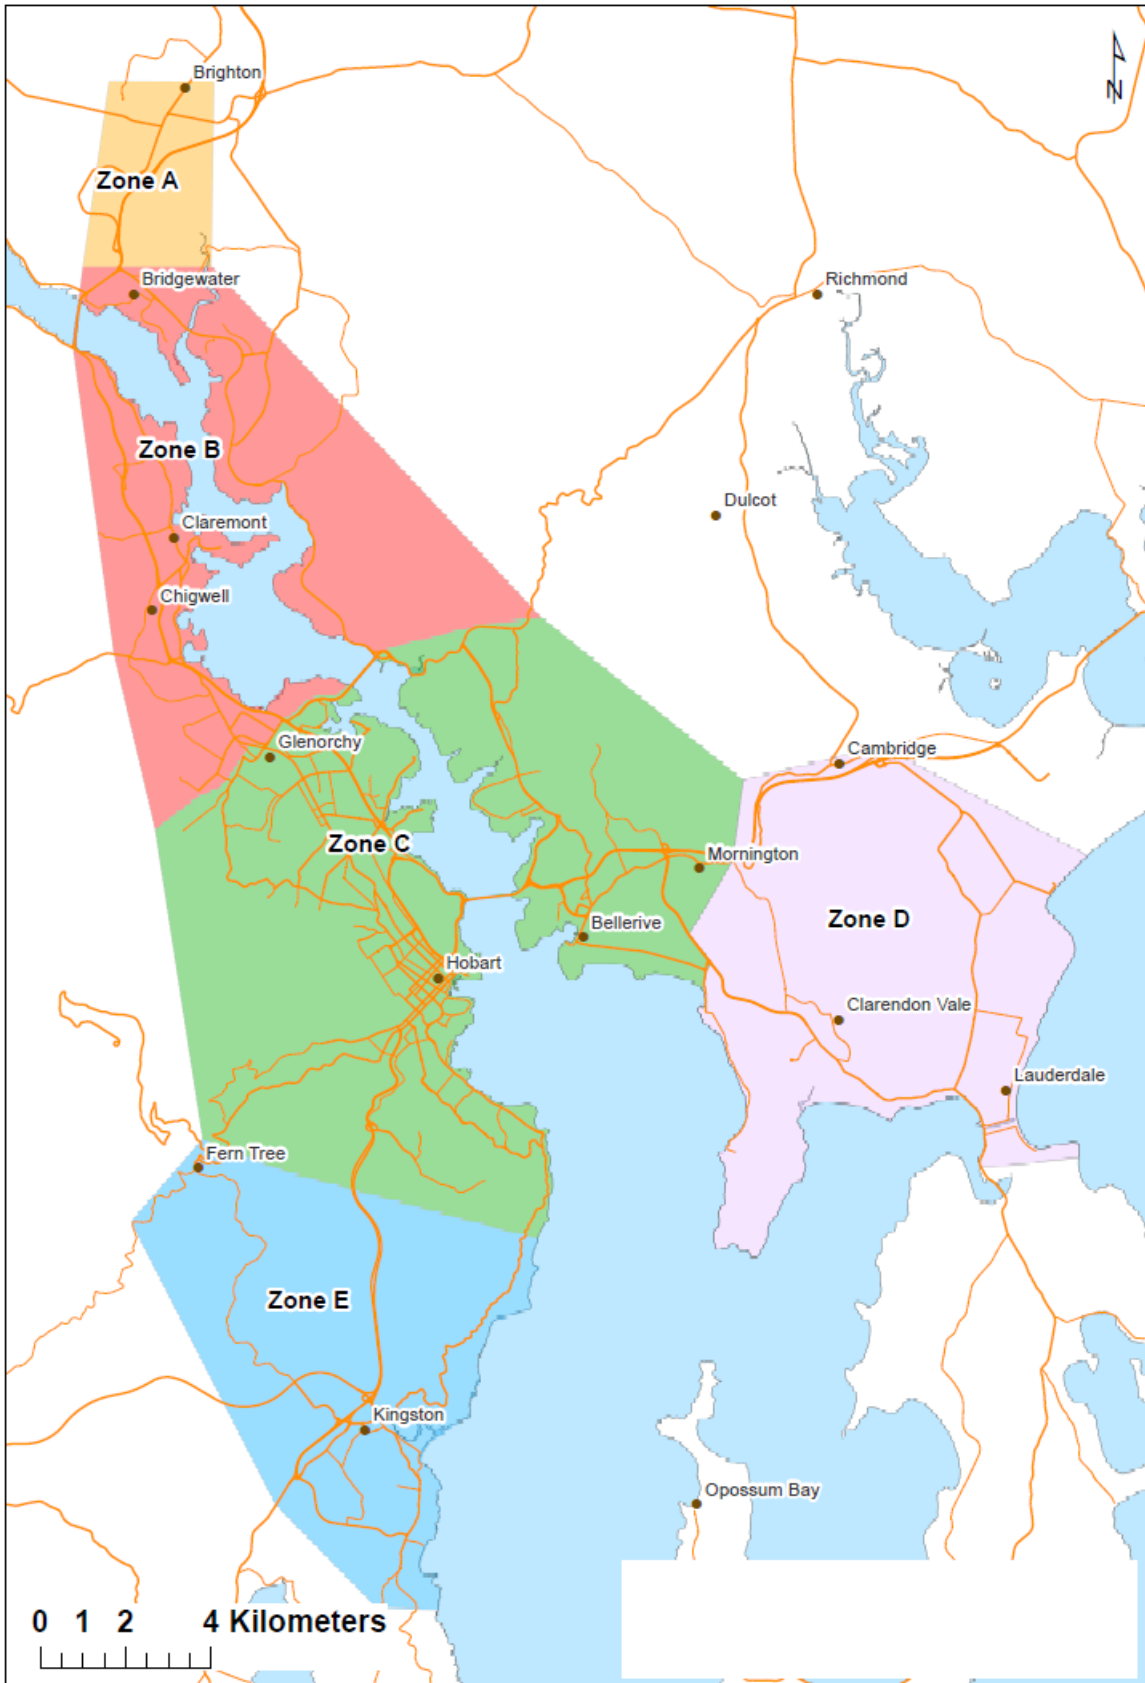 Brighton
Zone A
Bridgewater
Richmond
Zone B
Dulcot
Claremont
Chigwell
Glenorchy
Cambridge
Zone C
Mornington
Zone D
Bellerive
Hobart
Clarendon Vale
Lauderdale
Fern Tree
Zone E
Kingston
Opossum Bay
0 1 2 4 Kilometers
N